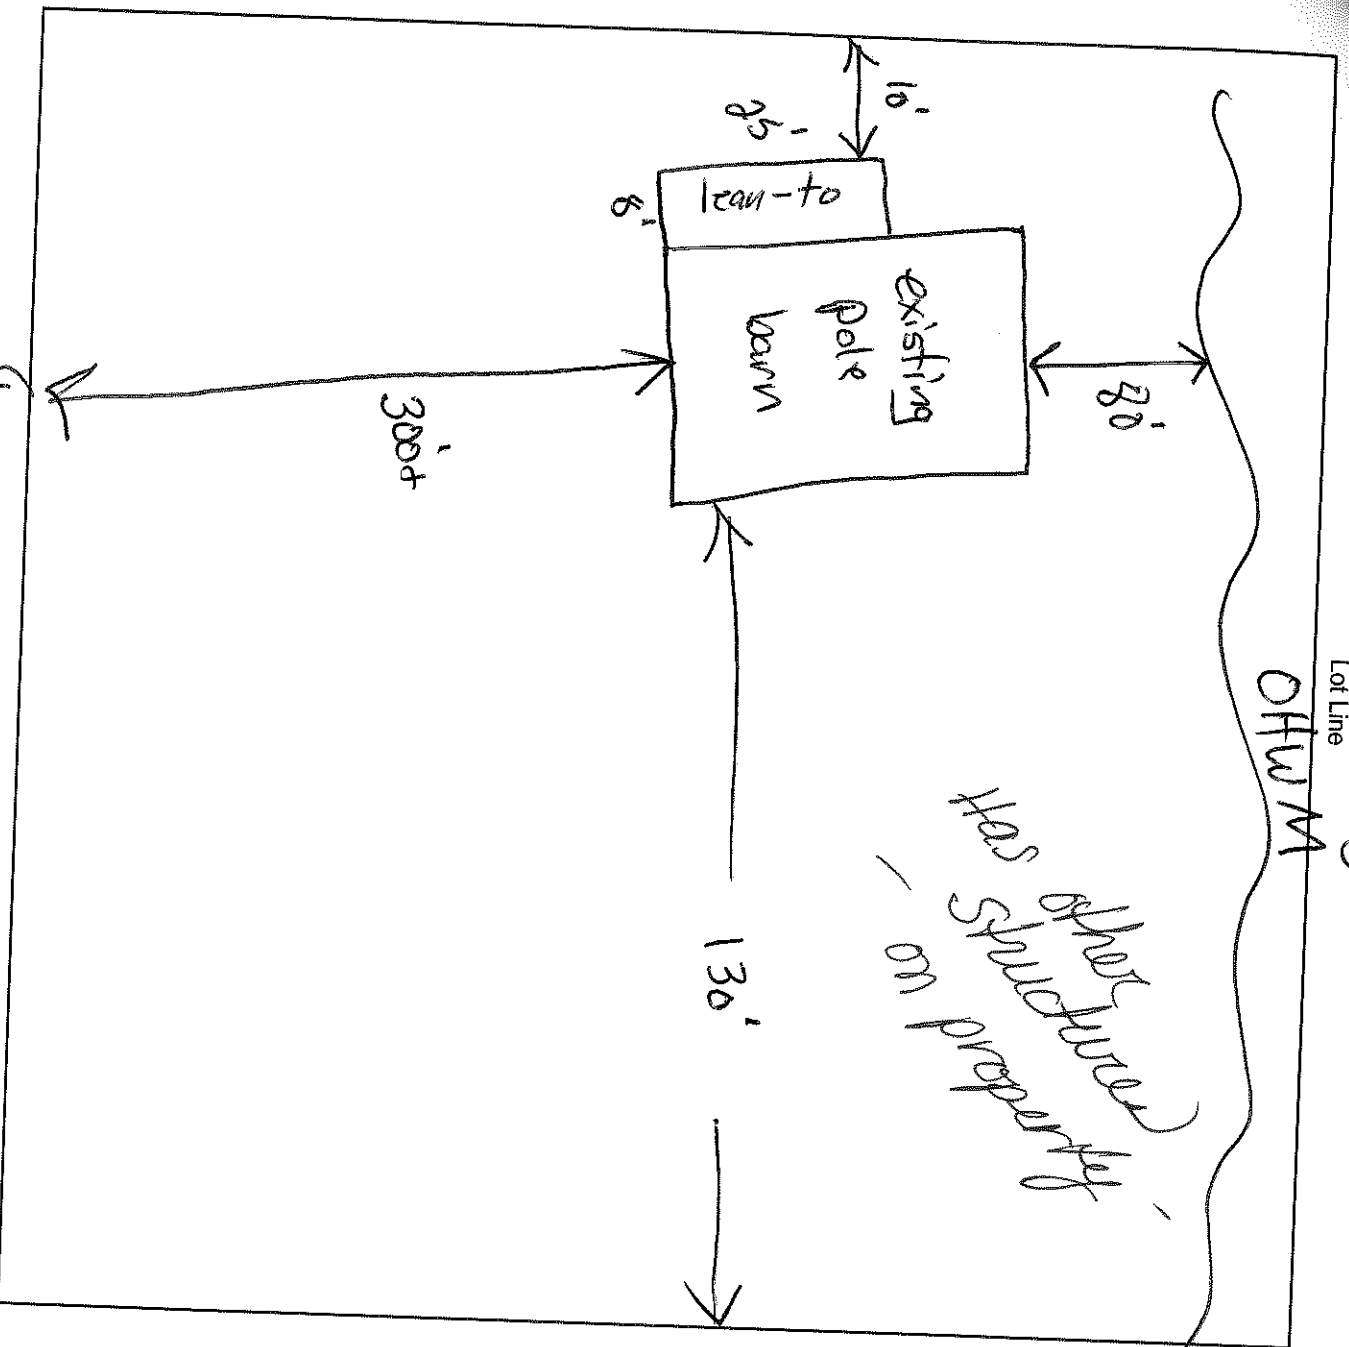 Lot Line
OHWM
10'
25'
lean-to
8'
existing
pole
barn
80'
300+'
130'
Has other
structures
on property